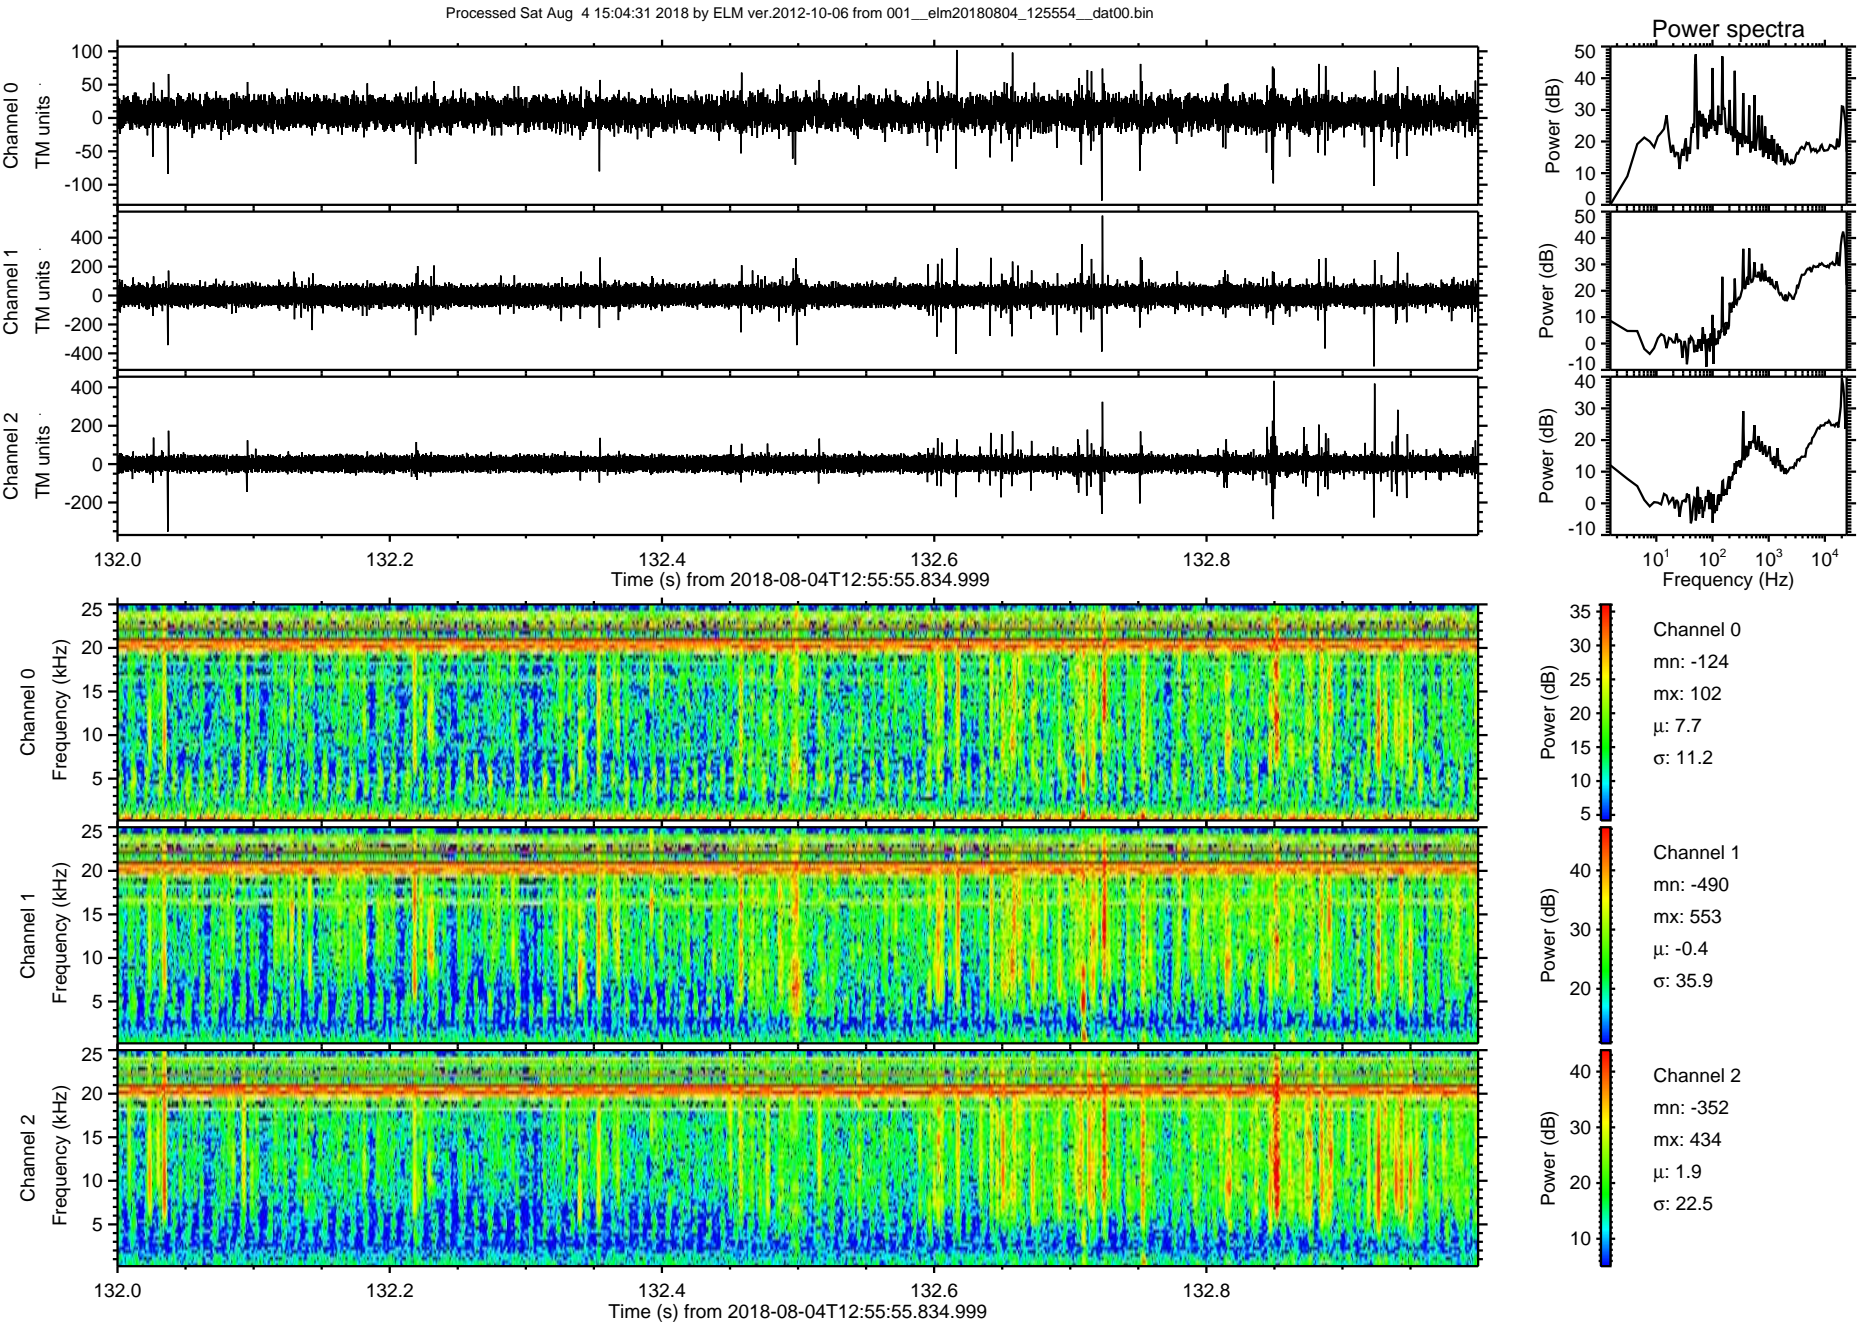 Processed Sat Aug  4 15:04:31 2018 by ELM ver.2012-10-06 from 001__elm20180804_125554__dat00.bin
Power spectra
Channel 0
TM units
100
50
0
-50
-100
Power (dB)
50
40
30
20
10
0
Channel 1
TM units
400
200
0
-200
-400
Power (dB)
50
40
30
20
10
0
-10
Channel 2
TM units
400
200
0
-200
Power (dB)
40
30
20
10
0
-10
132.0 132.2 132.4 132.6 132.8
Time (s) from 2018-08-04T12:55:55.834.999
10¹ 10² 10³ 10⁴
Frequency (Hz)
Channel 0
Frequency (kHz)
25
20
15
10
5
Power (dB)
35
30
25
20
15
10
5
Channel 0
mn: -124
mx: 102
μ: 7.7
σ: 11.2
Channel 1
Frequency (kHz)
25
20
15
10
5
Power (dB)
40
30
20
Channel 1
mn: -490
mx: 553
μ: -0.4
σ: 35.9
Channel 2
Frequency (kHz)
25
20
15
10
5
Power (dB)
40
30
20
10
Channel 2
mn: -352
mx: 434
μ: 1.9
σ: 22.5
132.0 132.2 132.4 132.6 132.8
Time (s) from 2018-08-04T12:55:55.834.999